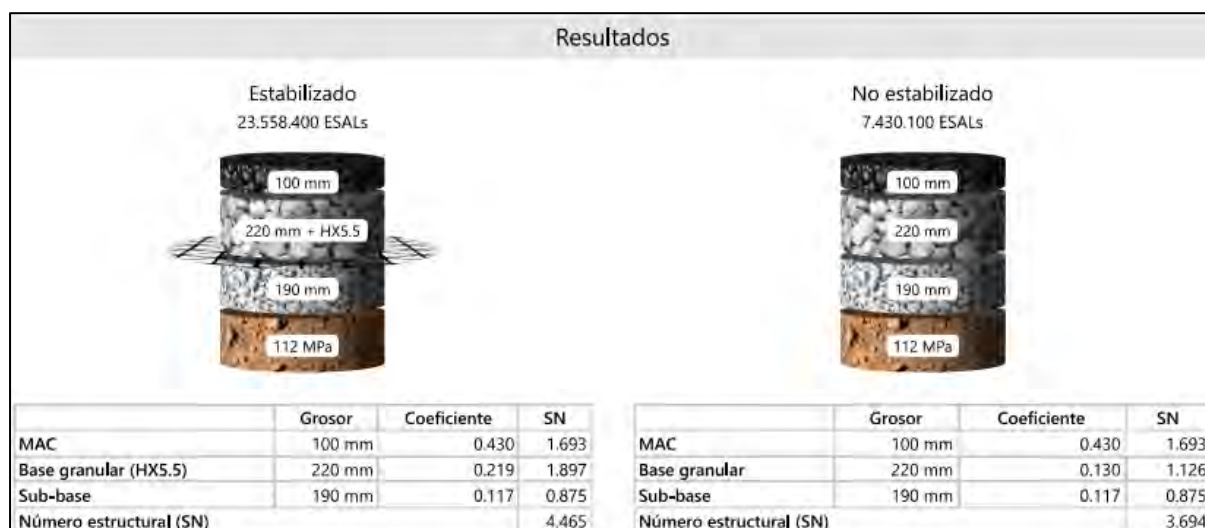 Resultados
Estabilizado
23.558.400 ESALs
100 mm
220 mm + HX5.5
190 mm
112 MPa
No estabilizado
7.430.100 ESALs
100 mm
220 mm
190 mm
112 MPa
Grosor Coeficiente SN
MAC 100 mm 0.430 1.693
Base granular (HX5.5) 220 mm 0.219 1.897
Sub-base 190 mm 0.117 0.875
Número estructural (SN) 4.465
Grosor Coeficiente SN
MAC 100 mm 0.430 1.693
Base granular 220 mm 0.130 1.126
Sub-base 190 mm 0.117 0.875
Número estructural (SN) 3.694